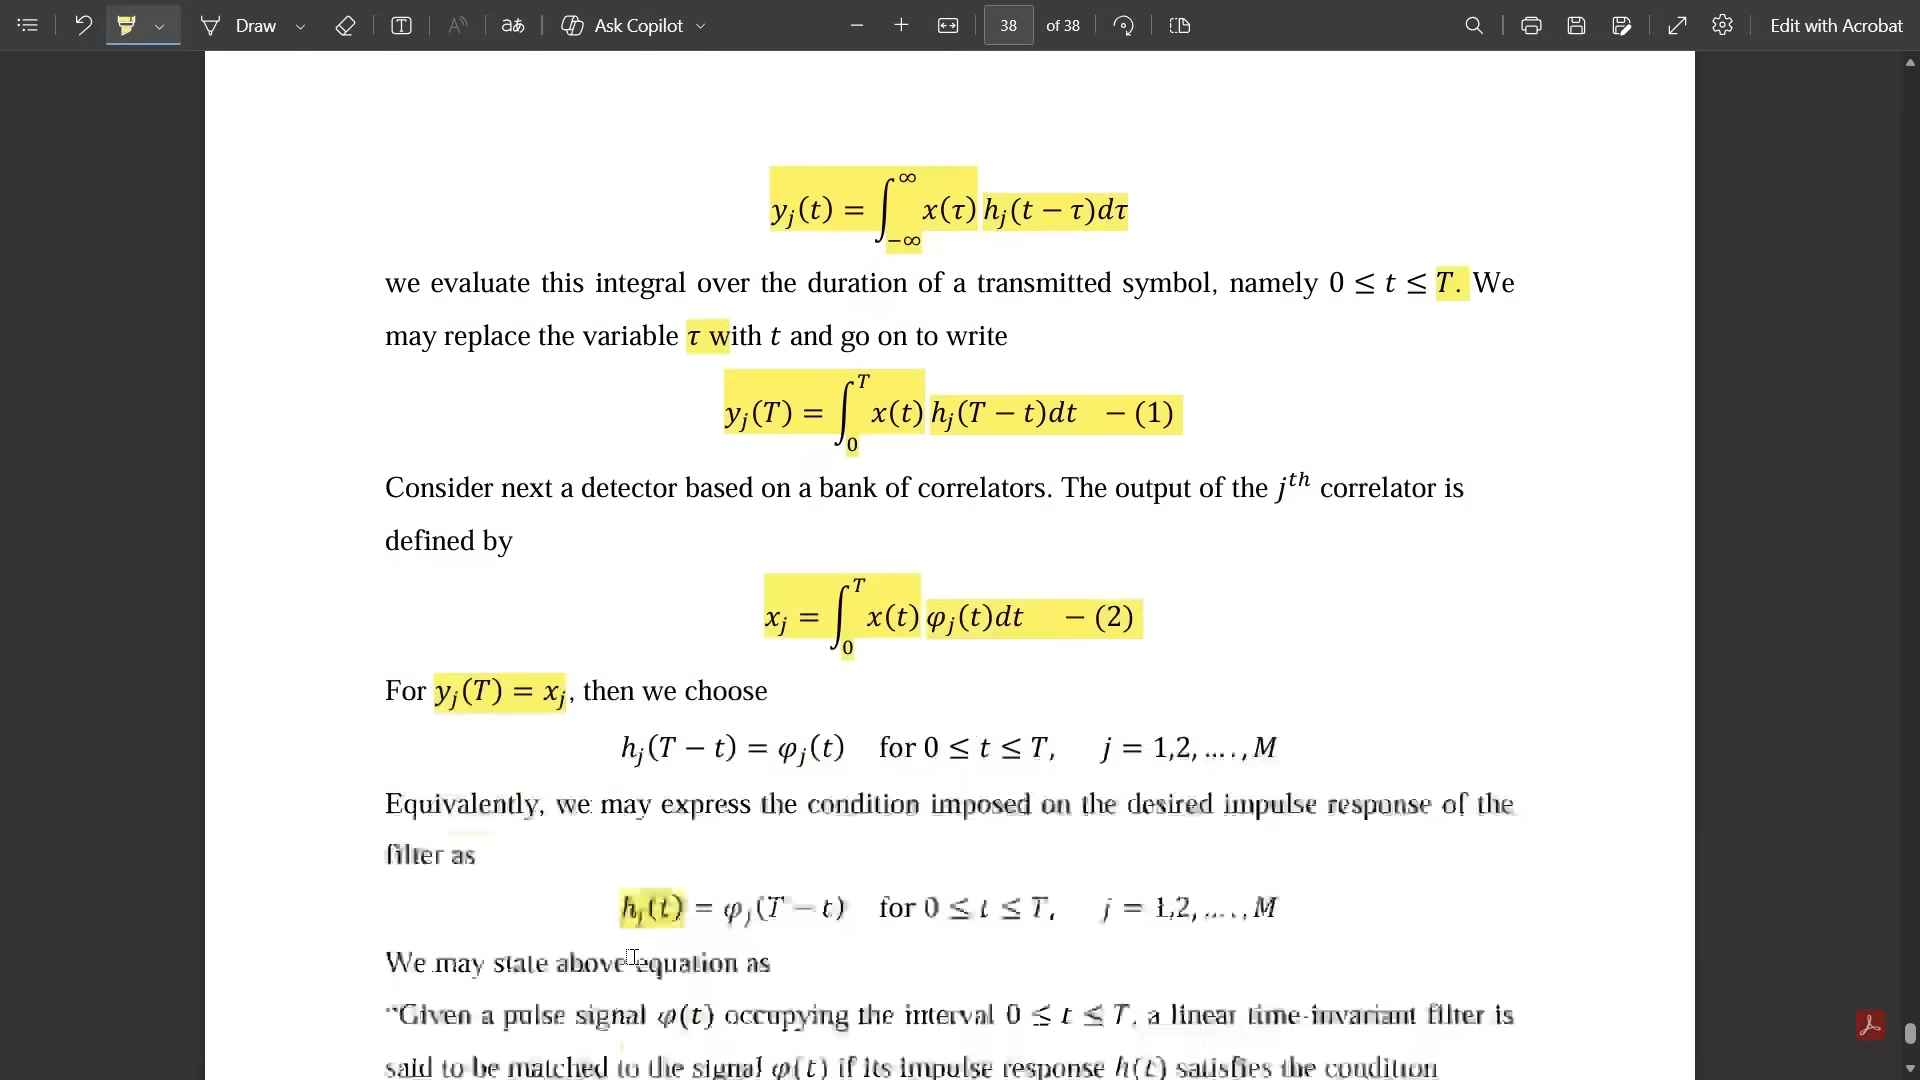 Draw
aあ
Ask Copilot
38
of 38
Edit with Acrobat
y_j(t) = ∫_{−∞}^{∞} x(τ) h_j(t − τ)dτ
we evaluate this integral over the duration of a transmitted symbol, namely 0 ≤ t ≤ T. We
may replace the variable τ with t and go on to write
y_j(T) = ∫_0^T x(t) h_j(T − t)dt − (1)
Consider next a detector based on a bank of correlators. The output of the j^{th} correlator is
defined by
x_j = ∫_0^T x(t) φ_j(t)dt − (2)
For y_j(T) = x_j, then we choose
h_j(T − t) = φ_j(t) for 0 ≤ t ≤ T, j = 1,2, …. , M
Equivalently, we may express the condition imposed on the desired impulse response of the
filter as
h_j(t) = φ_j(T − t) for 0 ≤ t ≤ T, j = 1,2, …. , M
We may state above equation as
"Given a pulse signal φ(t) occupying the interval 0 ≤ t ≤ T, a linear time-invariant filter is
said to be matched to the signal φ(t) if its impulse response h(t) satisfies the condition